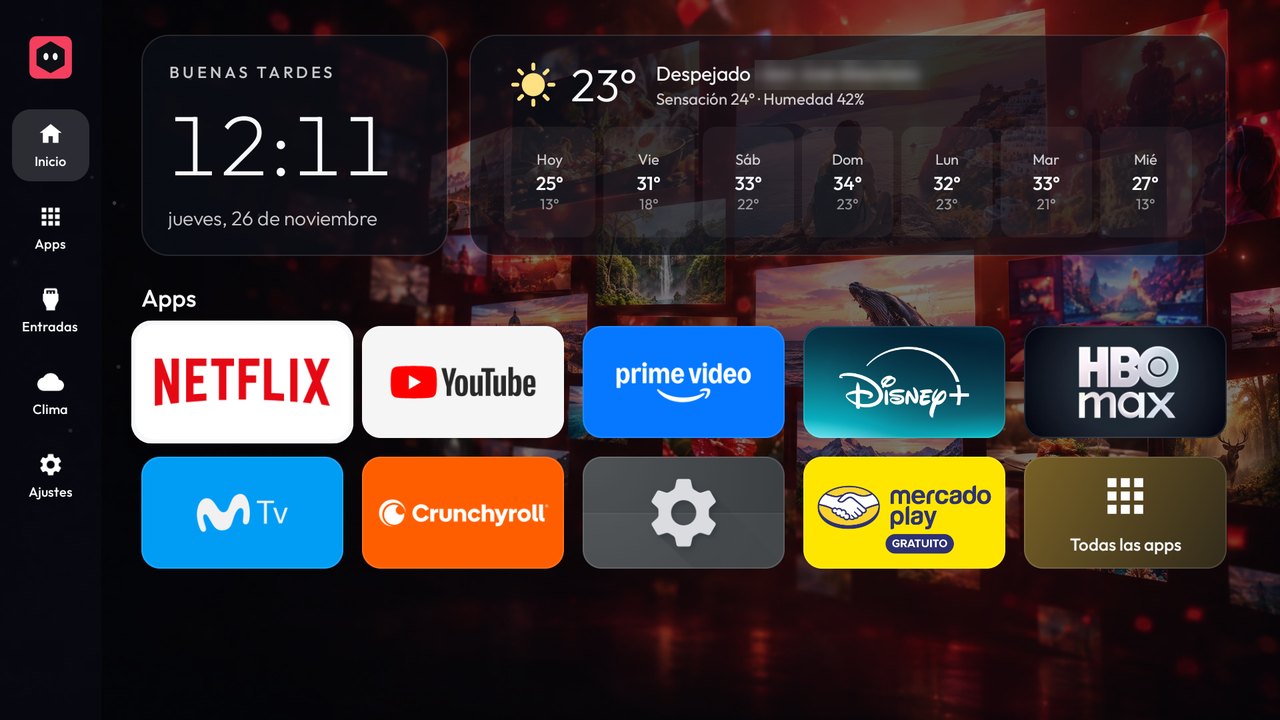 BUENAS TARDES
12:11
jueves, 26 de noviembre
23°
Despejado
Sensación 24° · Humedad 42%
Hoy
25°
13°
Vie
31°
18°
Sáb
33°
22°
Dom
34°
23°
Lun
32°
23°
Mar
33°
21°
Mié
27°
13°
Inicio
Apps
Entradas
Clima
Ajustes
Apps
NETFLIX
YouTube
prime video
Disney+
HBO
max
Tv
Crunchyroll
mercado
play
GRATUITO
Todas las apps